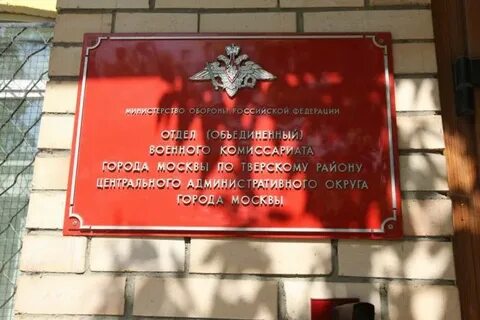 МИНИСТЕРСТВО ОБОРОНЫ РОССИЙСКОЙ ФЕДЕРАЦИИ
ОТДЕЛ (ОБЪЕДИНЕННЫЙ)
ВОЕННОГО КОМИССАРИАТА
ГОРОДА МОСКВЫ ПО ТВЕРСКОМУ РАЙОНУ
ЦЕНТРАЛЬНОГО АДМИНИСТРАТИВНОГО ОКРУГА
ГОРОДА МОСКВЫ